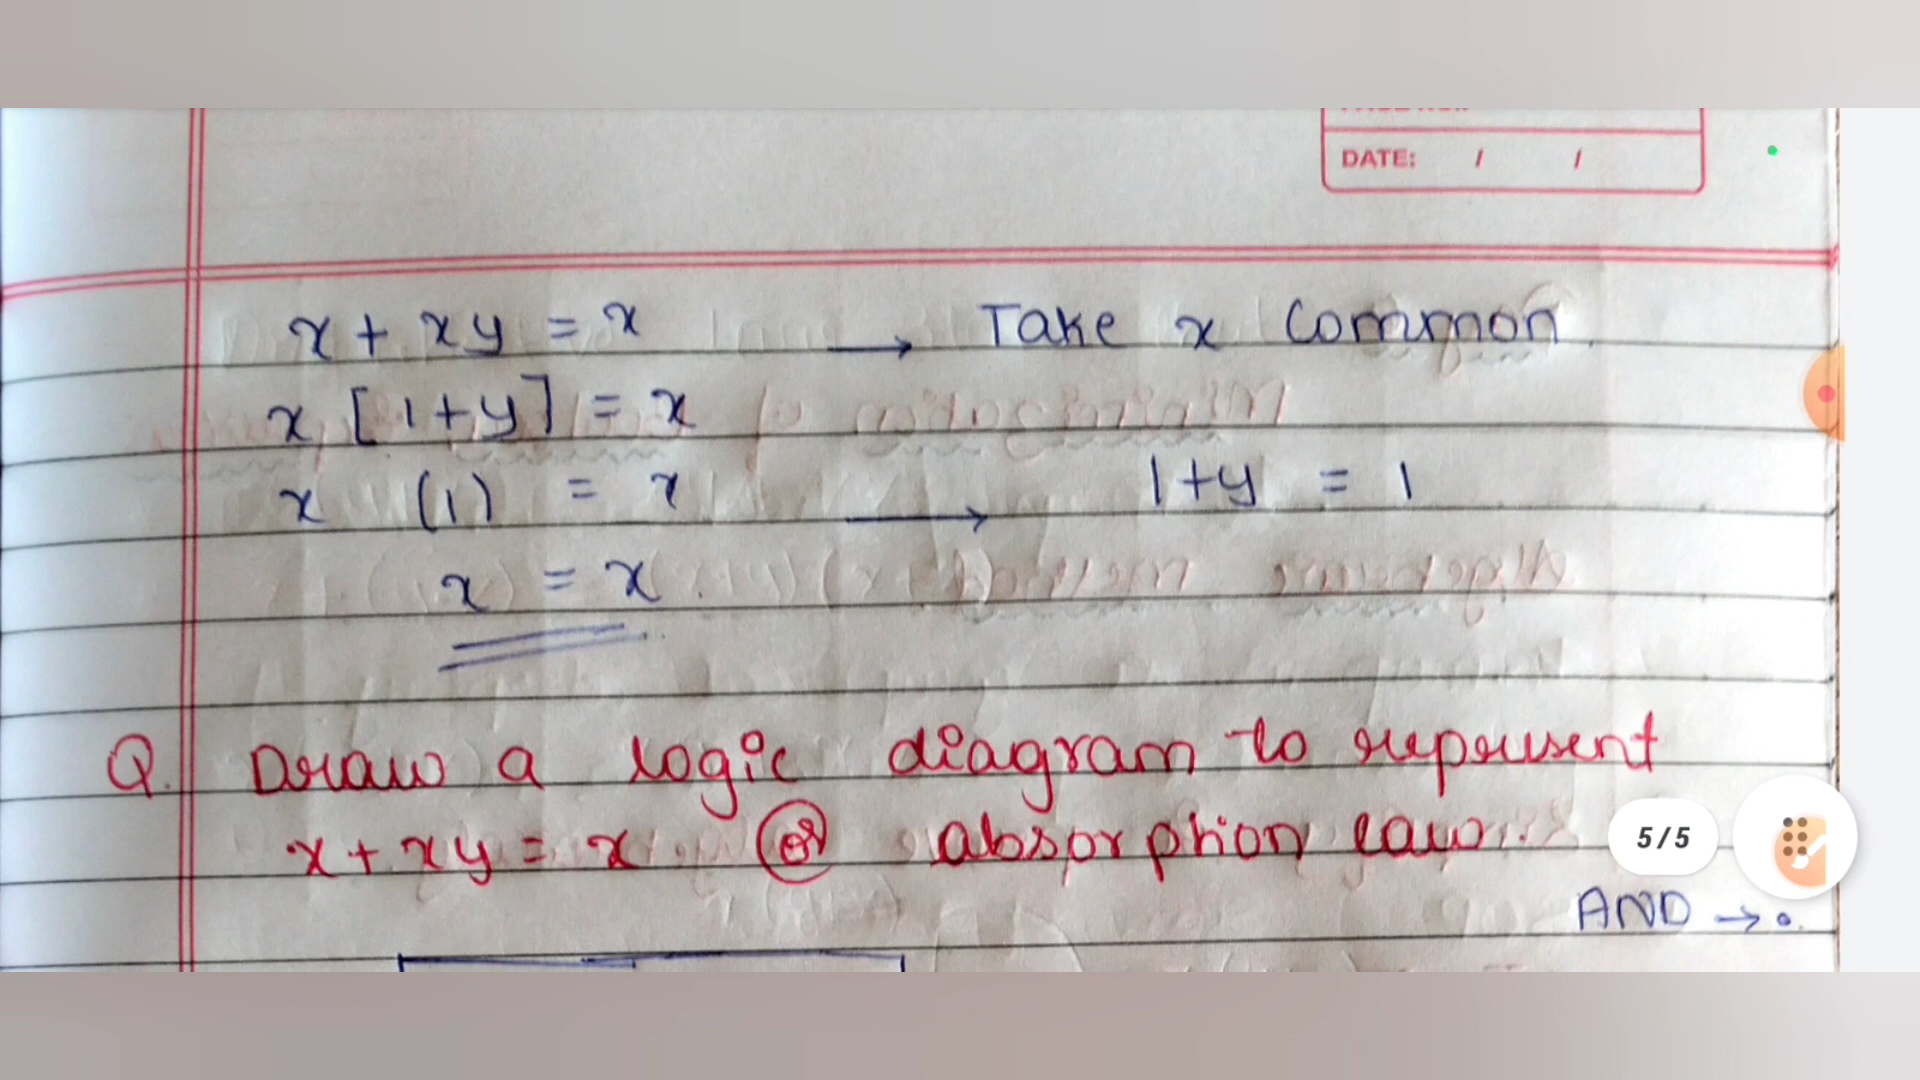 DATE: / /
x + xy = x → Take x Common
x [1+y] = x
x (1) = x → 1+y = 1
x = x
Q. Draw a logic diagram to represent
x + xy = x or absorption law.
5/5
AND → •